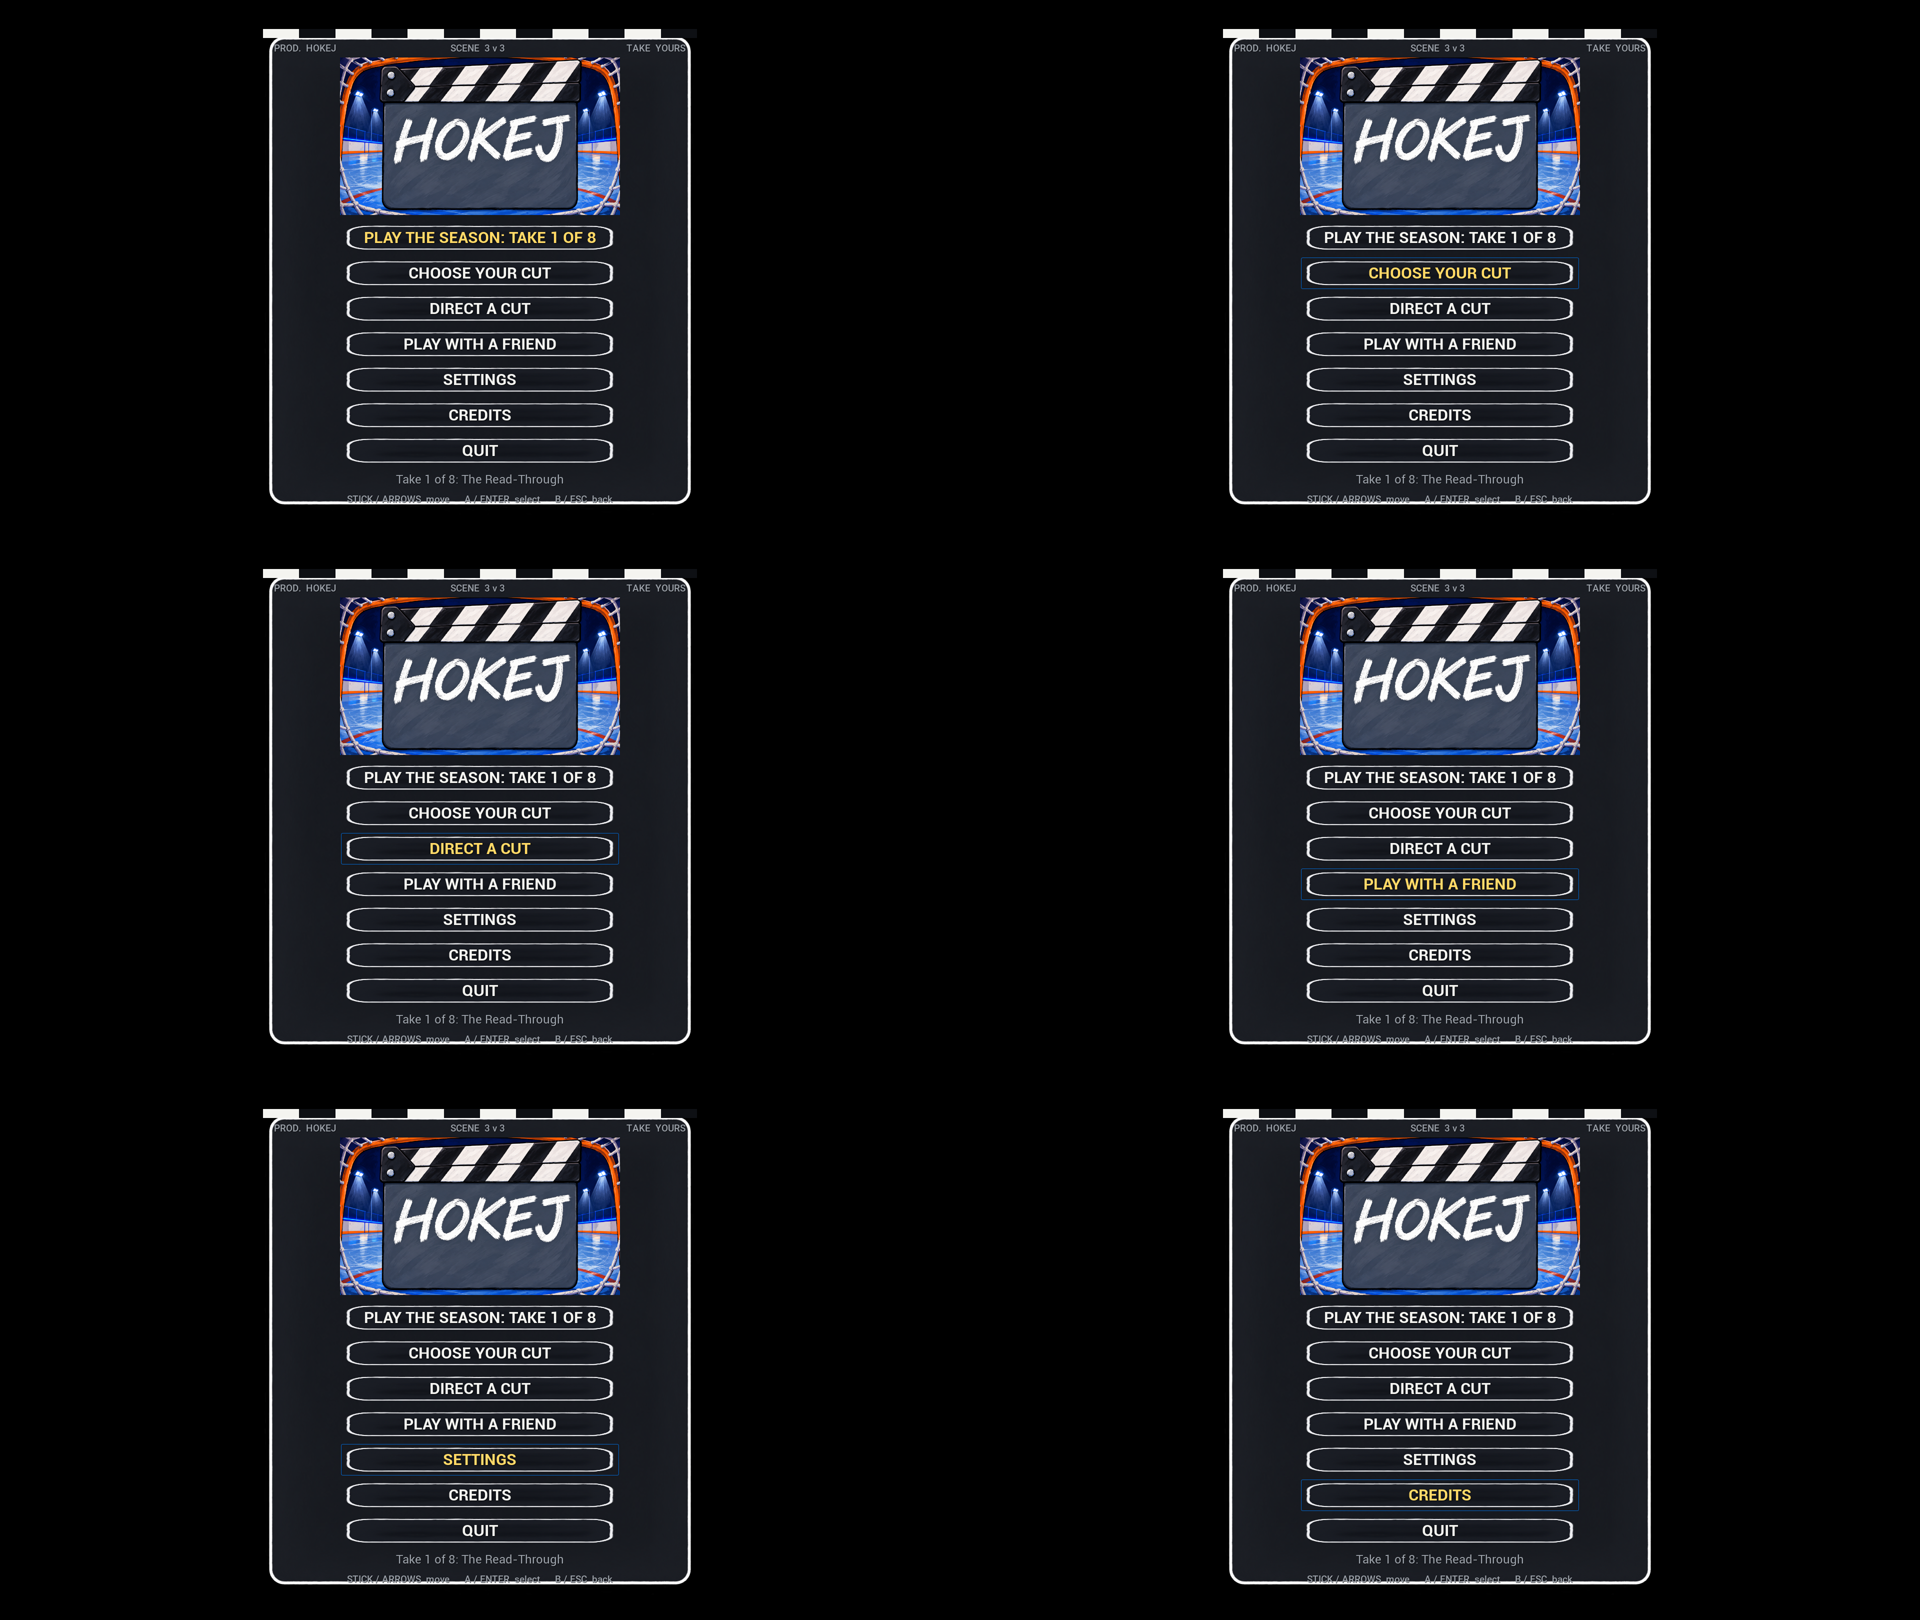 PROD. HOKEJ SCENE 3 v 3 TAKE YOURS
HOKEJ
PLAY THE SEASON: TAKE 1 OF 8
CHOOSE YOUR CUT
DIRECT A CUT
PLAY WITH A FRIEND
SETTINGS
CREDITS
QUIT
Take 1 of 8: The Read-Through
STICK / ARROWS move A / ENTER select B / ESC back
PROD. HOKEJ SCENE 3 v 3 TAKE YOURS
HOKEJ
PLAY THE SEASON: TAKE 1 OF 8
CHOOSE YOUR CUT
DIRECT A CUT
PLAY WITH A FRIEND
SETTINGS
CREDITS
QUIT
Take 1 of 8: The Read-Through
STICK / ARROWS move A / ENTER select B / ESC back
PROD. HOKEJ SCENE 3 v 3 TAKE YOURS
HOKEJ
PLAY THE SEASON: TAKE 1 OF 8
CHOOSE YOUR CUT
DIRECT A CUT
PLAY WITH A FRIEND
SETTINGS
CREDITS
QUIT
Take 1 of 8: The Read-Through
STICK / ARROWS move A / ENTER select B / ESC back
PROD. HOKEJ SCENE 3 v 3 TAKE YOURS
HOKEJ
PLAY THE SEASON: TAKE 1 OF 8
CHOOSE YOUR CUT
DIRECT A CUT
PLAY WITH A FRIEND
SETTINGS
CREDITS
QUIT
Take 1 of 8: The Read-Through
STICK / ARROWS move A / ENTER select B / ESC back
PROD. HOKEJ SCENE 3 v 3 TAKE YOURS
HOKEJ
PLAY THE SEASON: TAKE 1 OF 8
CHOOSE YOUR CUT
DIRECT A CUT
PLAY WITH A FRIEND
SETTINGS
CREDITS
QUIT
Take 1 of 8: The Read-Through
STICK / ARROWS move A / ENTER select B / ESC back
PROD. HOKEJ SCENE 3 v 3 TAKE YOURS
HOKEJ
PLAY THE SEASON: TAKE 1 OF 8
CHOOSE YOUR CUT
DIRECT A CUT
PLAY WITH A FRIEND
SETTINGS
CREDITS
QUIT
Take 1 of 8: The Read-Through
STICK / ARROWS move A / ENTER select B / ESC back